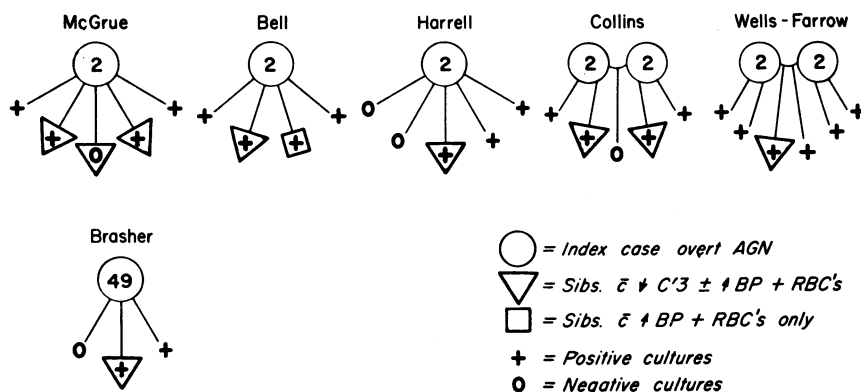 McGrue
2
+ + 0 + +
Bell
2
+ + + +
Harrell
2
0 0 + + +
Collins
2 2
+ + 0 + +
Wells - Farrow
2 2
+ + + + + +
Brasher
49
0 + +
= Index case overt AGN
= Sibs. c̄ ↓ C'3 ± ↑ BP + RBC's
= Sibs. c̄ ↑ BP + RBC's only
+ = Positive cultures
0 = Negative cultures